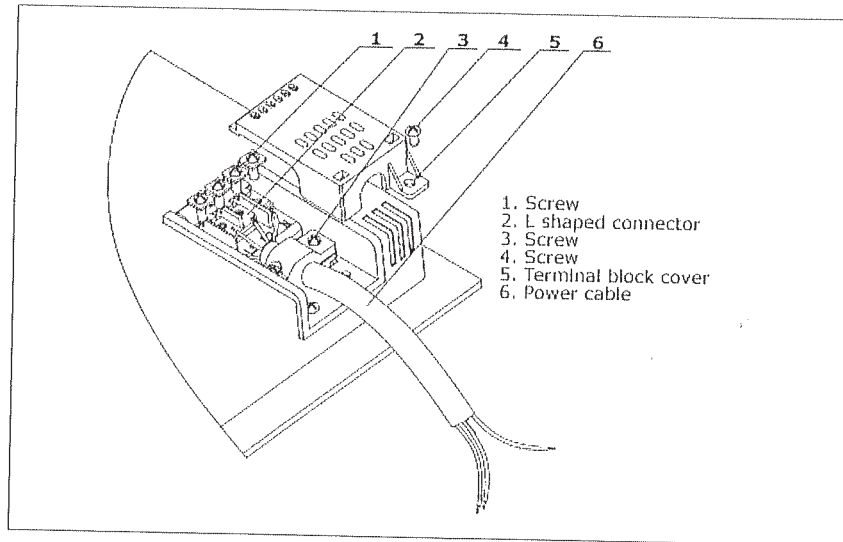 1 2 3 4 5 6
1. Screw
2. L shaped connector
3. Screw
4. Screw
5. Terminal block cover
6. Power cable